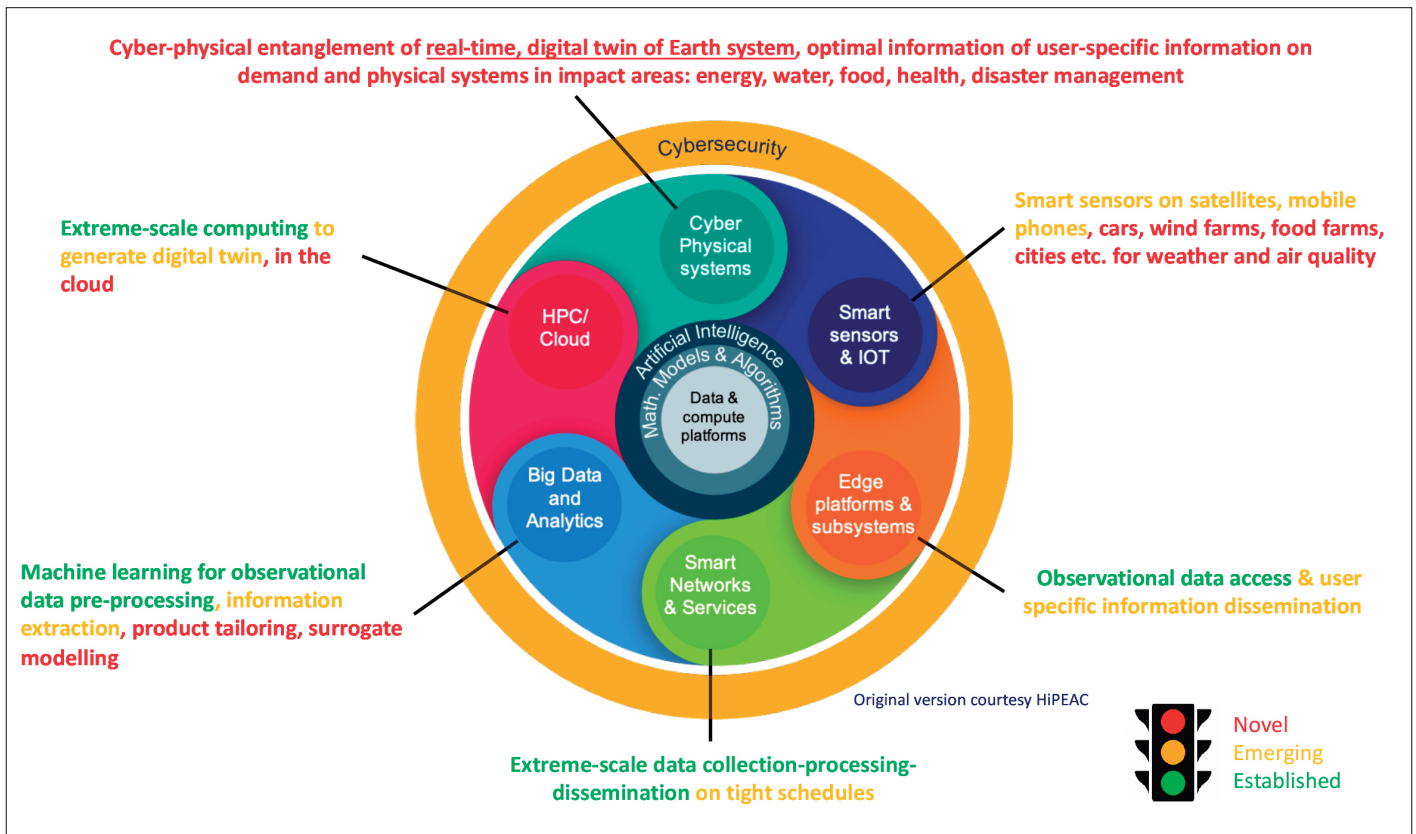 Cyber-physical entanglement of real-time, digital twin of Earth system, optimal information of user-specific information on
demand and physical systems in impact areas: energy, water, food, health, disaster management
Cybersecurity
Extreme-scale computing to
generate digital twin, in the
cloud
Smart sensors on satellites, mobile
phones, cars, wind farms, food farms,
cities etc. for weather and air quality
Cyber
Physical
systems
HPC/
Cloud
Smart
sensors
& IOT
Artificial Intelligence
Math. Models & Algorithms
Data &
compute
platforms
Big Data
and
Analytics
Edge
platforms &
subsystems
Smart
Networks
& Services
Machine learning for observational
data pre-processing, information
extraction, product tailoring, surrogate
modelling
Observational data access & user
specific information dissemination
Original version courtesy HiPEAC
Extreme-scale data collection-processing-
dissemination on tight schedules
Novel
Emerging
Established